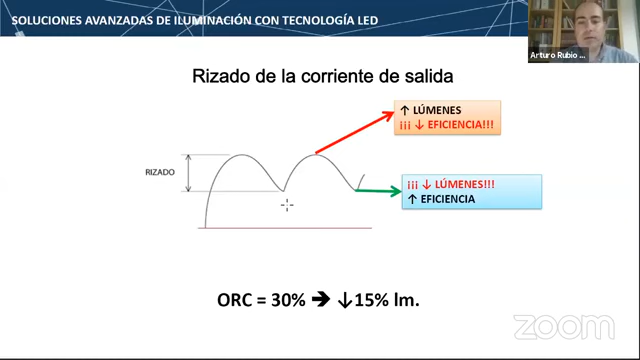 SOLUCIONES AVANZADAS DE ILUMINACIÓN CON TECNOLOGÍA LED
Arturo Rubio ...
Rizado de la corriente de salida
↑ LÚMENES
¡¡¡ ↓ EFICIENCIA!!!
RIZADO
¡¡¡ ↓ LÚMENES!!!
↑ EFICIENCIA
ORC = 30% ➔ ↓15% lm.
zoom